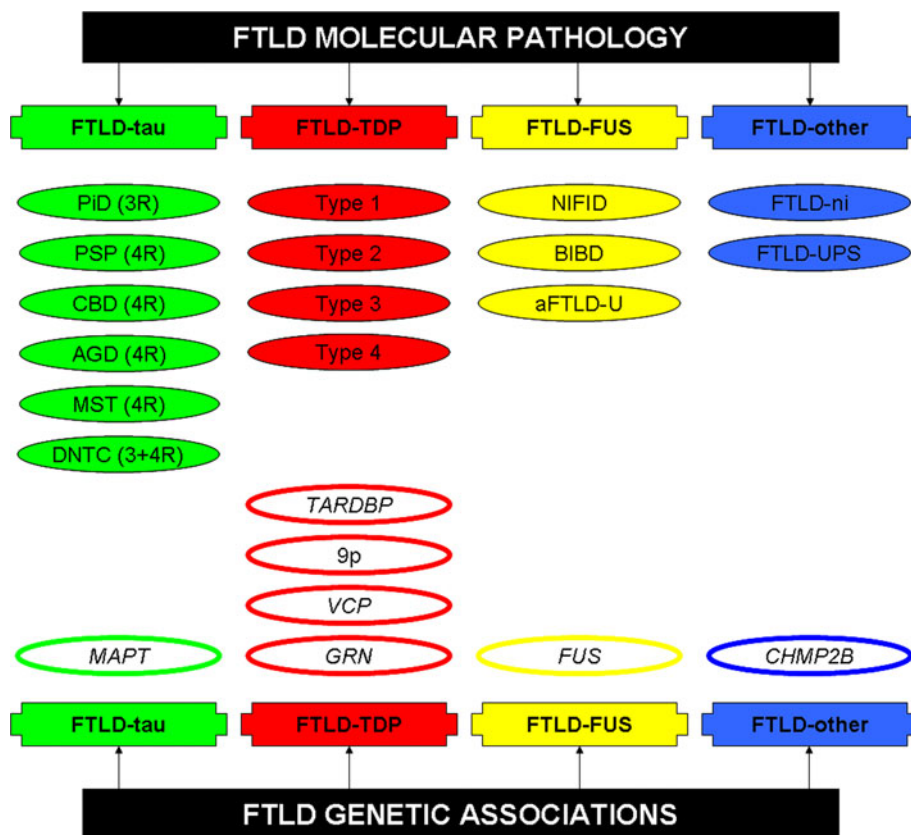 FTLD MOLECULAR PATHOLOGY
FTLD-tau FTLD-TDP FTLD-FUS FTLD-other
PiD (3R) Type 1 NIFID FTLD-ni
PSP (4R) Type 2 BIBD FTLD-UPS
CBD (4R) Type 3 aFTLD-U
AGD (4R) Type 4
MST (4R)
DNTC (3+4R)
TARDBP
9p
VCP
MAPT GRN FUS CHMP2B
FTLD-tau FTLD-TDP FTLD-FUS FTLD-other
FTLD GENETIC ASSOCIATIONS